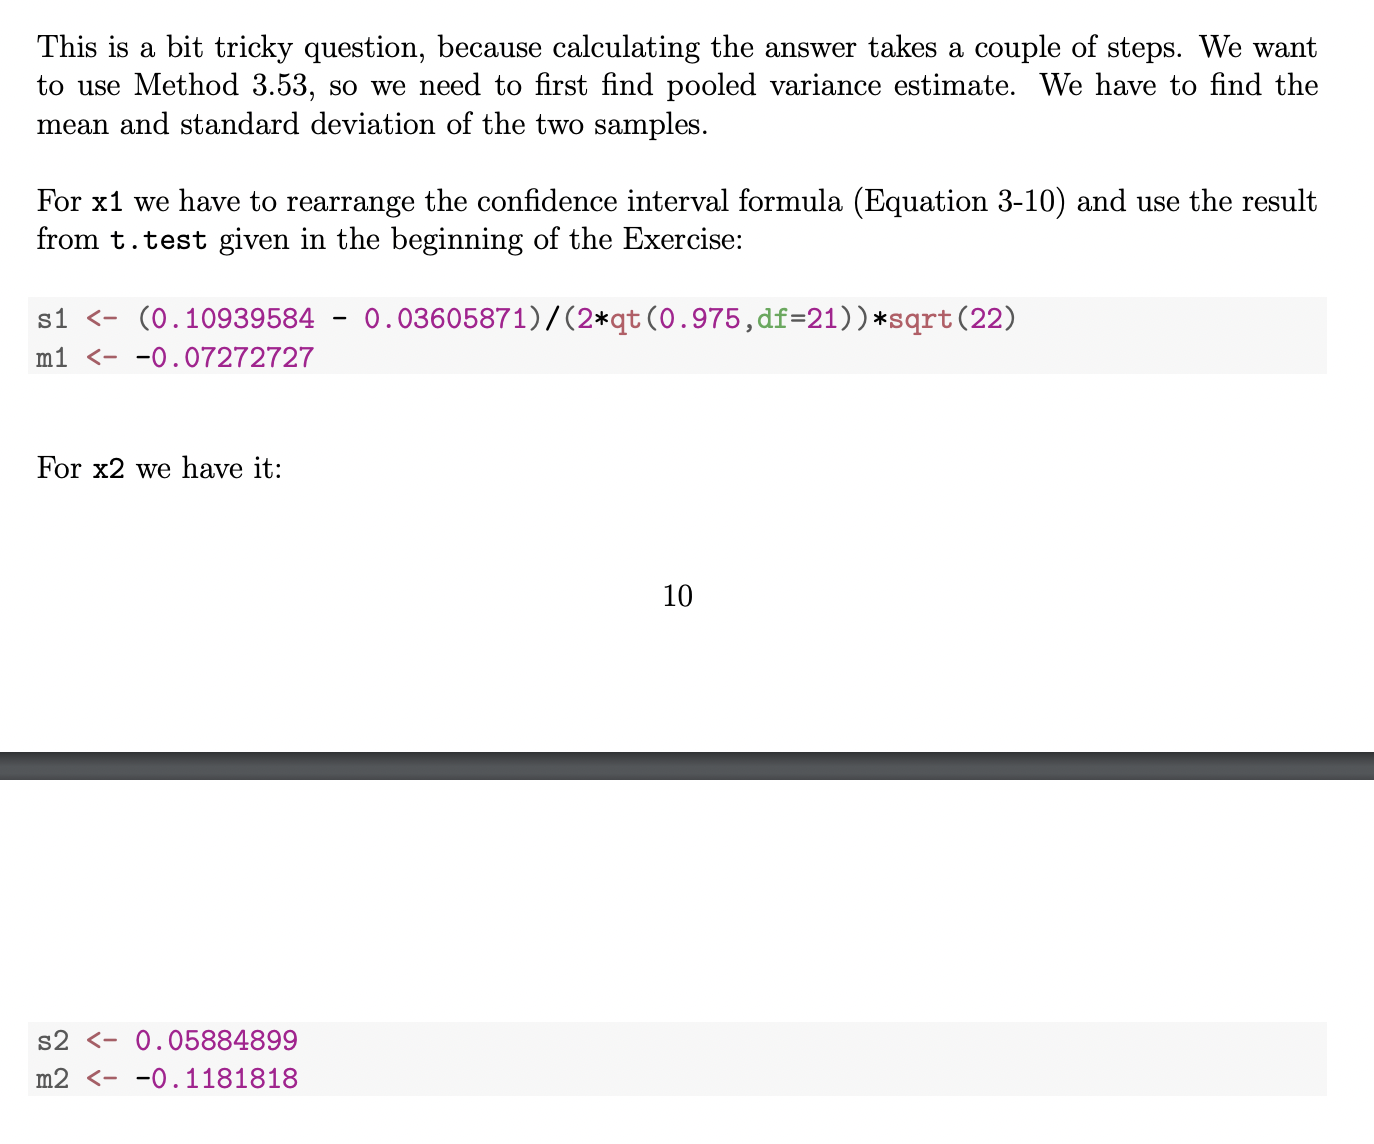 This is a bit tricky question, because calculating the answer takes a couple of steps. We want
to use Method 3.53, so we need to first find pooled variance estimate. We have to find the
mean and standard deviation of the two samples.
For x1 we have to rearrange the confidence interval formula (Equation 3-10) and use the result
from t.test given in the beginning of the Exercise:
s1 <- (0.10939584 - 0.03605871)/(2*qt(0.975,df=21))*sqrt(22)
m1 <- -0.07272727
For x2 we have it:
10
s2 <- 0.05884899
m2 <- -0.1181818